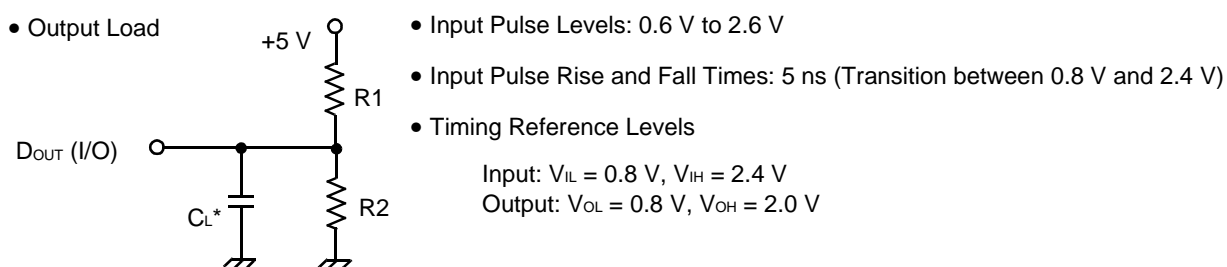 • Output Load
+5 V
R1
DOUT (I/O)
CL*
R2
• Input Pulse Levels: 0.6 V to 2.6 V
• Input Pulse Rise and Fall Times: 5 ns (Transition between 0.8 V and 2.4 V)
• Timing Reference Levels
Input: VIL = 0.8 V, VIH = 2.4 V
Output: VOL = 0.8 V, VOH = 2.0 V